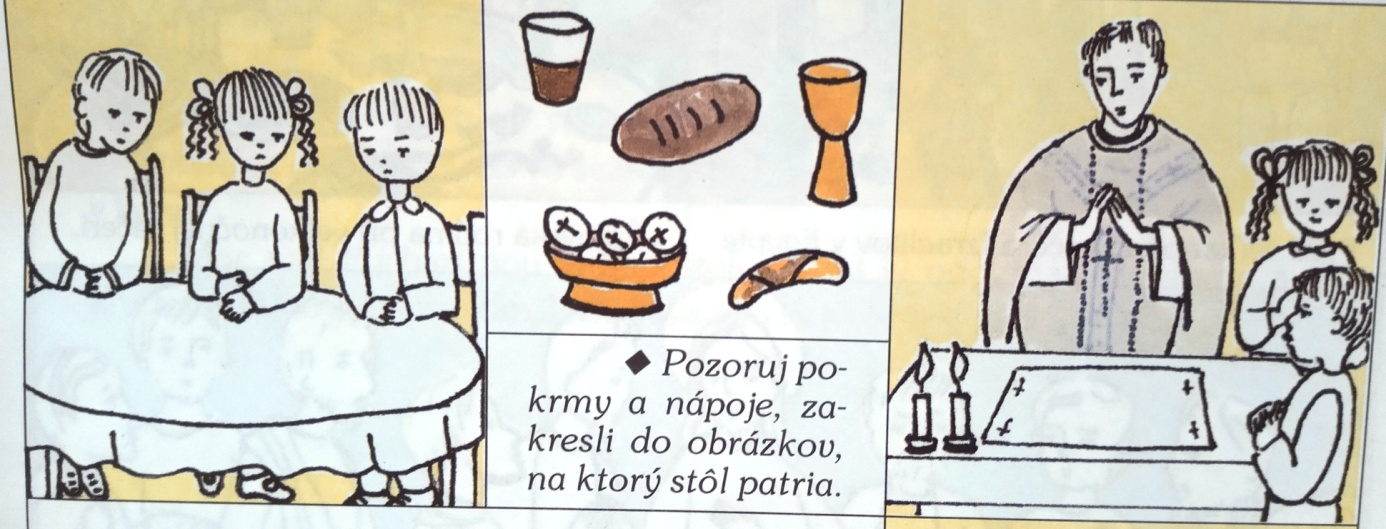 ◆ Pozoruj po-
krmy a nápoje, za-
kresli do obrázkov,
na ktorý stôl patria.